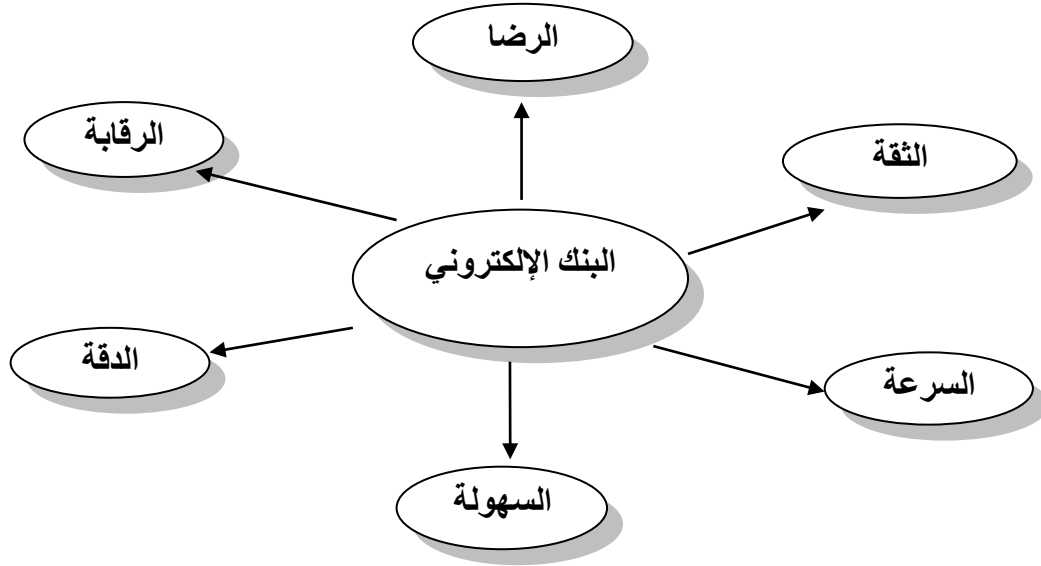 الرضا
الثقة
الرقابة
البنك الإلكتروني
السرعة
الدقة
السهولة